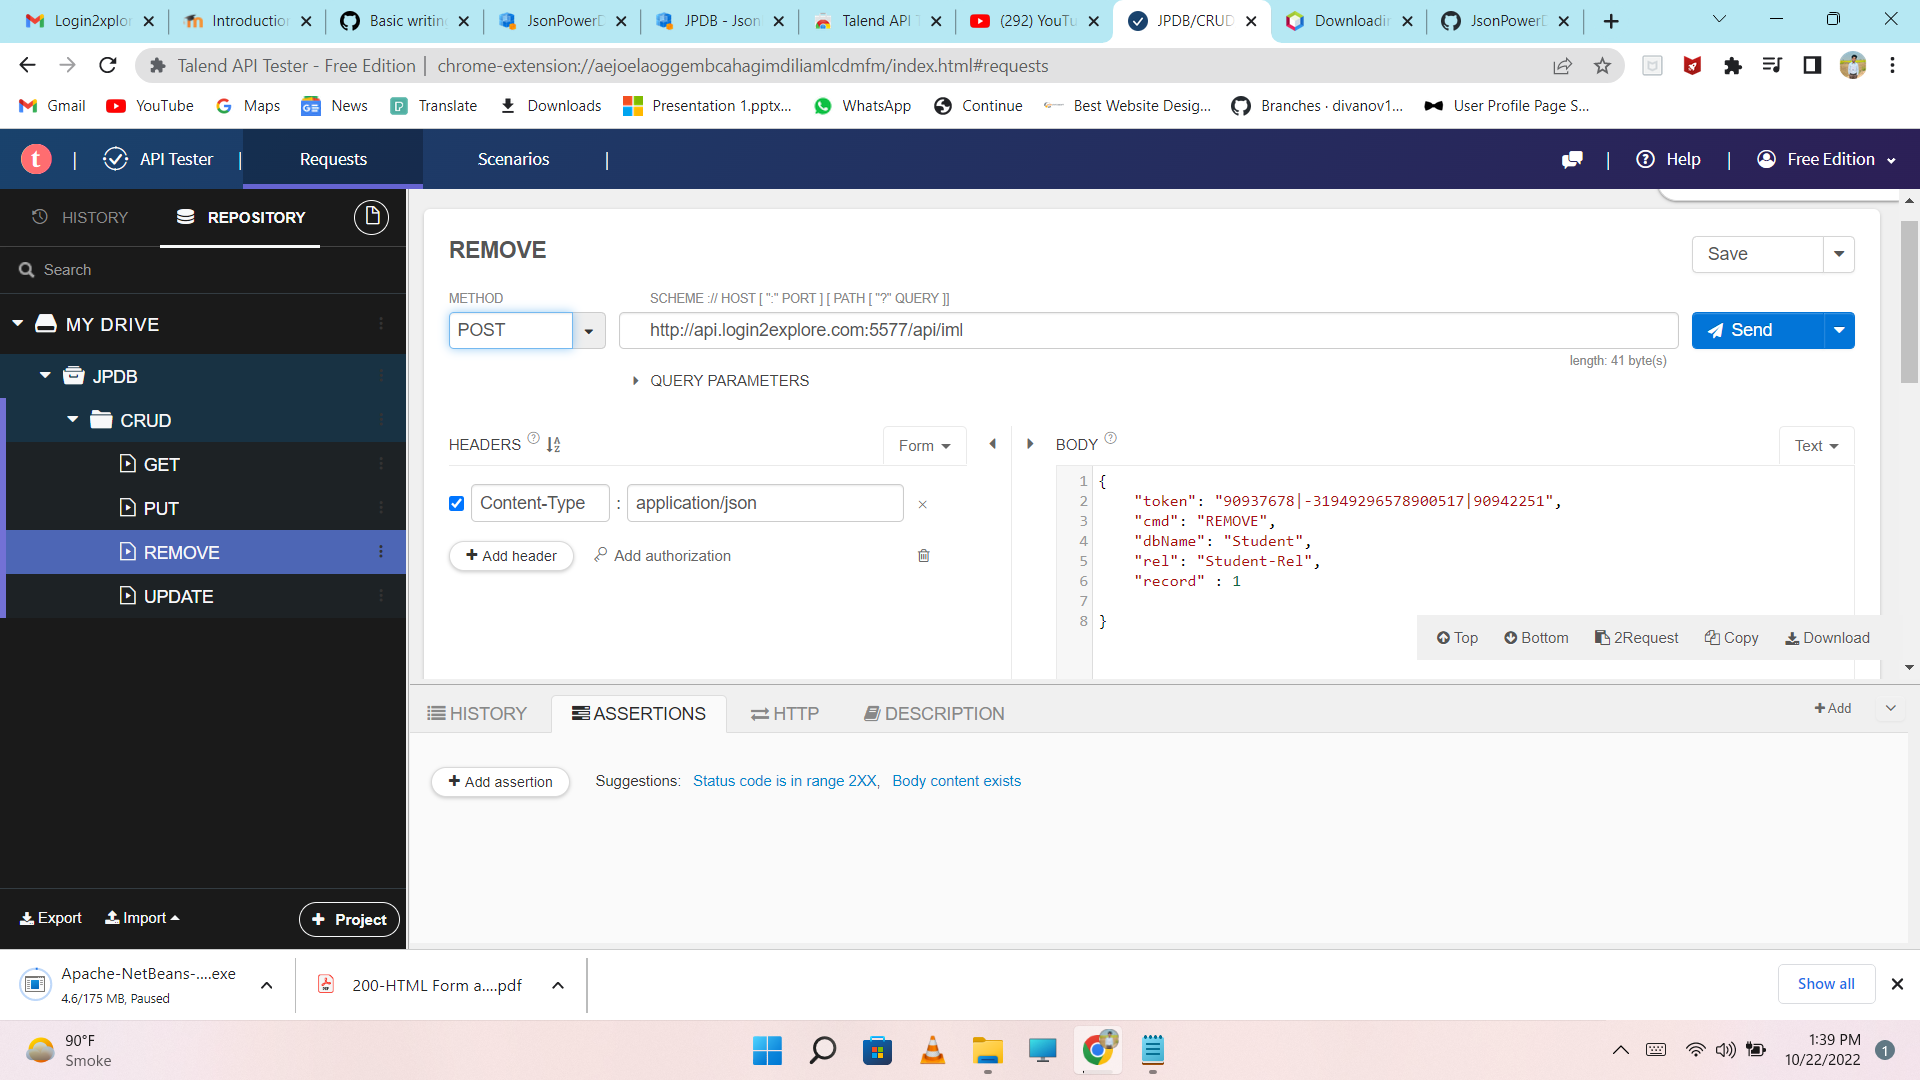 Login2xplor
Introduction
Basic writing
JsonPowerD
JPDB - Json
Talend API T
(292) YouTu
JPDB/CRUD
Downloadin
JsonPowerD
Talend API Tester - Free Edition | chrome-extension://aejoelaoggembcahagimdiliamlcdmfm/index.html#requests
Gmail YouTube Maps News Translate Downloads Presentation 1.pptx... WhatsApp Continue Best Website Desig... Branches · divanov1... User Profile Page S...
t | API Tester | Requests Scenarios | | Help | Free Edition
HISTORY REPOSITORY
Search
MY DRIVE
JPDB
CRUD
GET
PUT
REMOVE
UPDATE
Export Import + Project
REMOVE
Save
METHOD SCHEME :// HOST [ ":" PORT ] [ PATH [ "?" QUERY ]]
POST http://api.login2explore.com:5577/api/iml Send
length: 41 byte(s)
QUERY PARAMETERS
HEADERS ? Form
Content-Type : application/json ×
+ Add header Add authorization
BODY ? Text
1 {
2 "token": "90937678|-31949296578900517|90942251",
3 "cmd": "REMOVE",
4 "dbName": "Student",
5 "rel": "Student-Rel",
6 "record" : 1
7
8 }
Top Bottom 2Request Copy Download
HISTORY ASSERTIONS HTTP DESCRIPTION + Add
+ Add assertion Suggestions: Status code is in range 2XX, Body content exists
Apache-NetBeans-....exe
4.6/175 MB, Paused
200-HTML Form a....pdf
Show all
90°F
Smoke
1:39 PM
10/22/2022
1